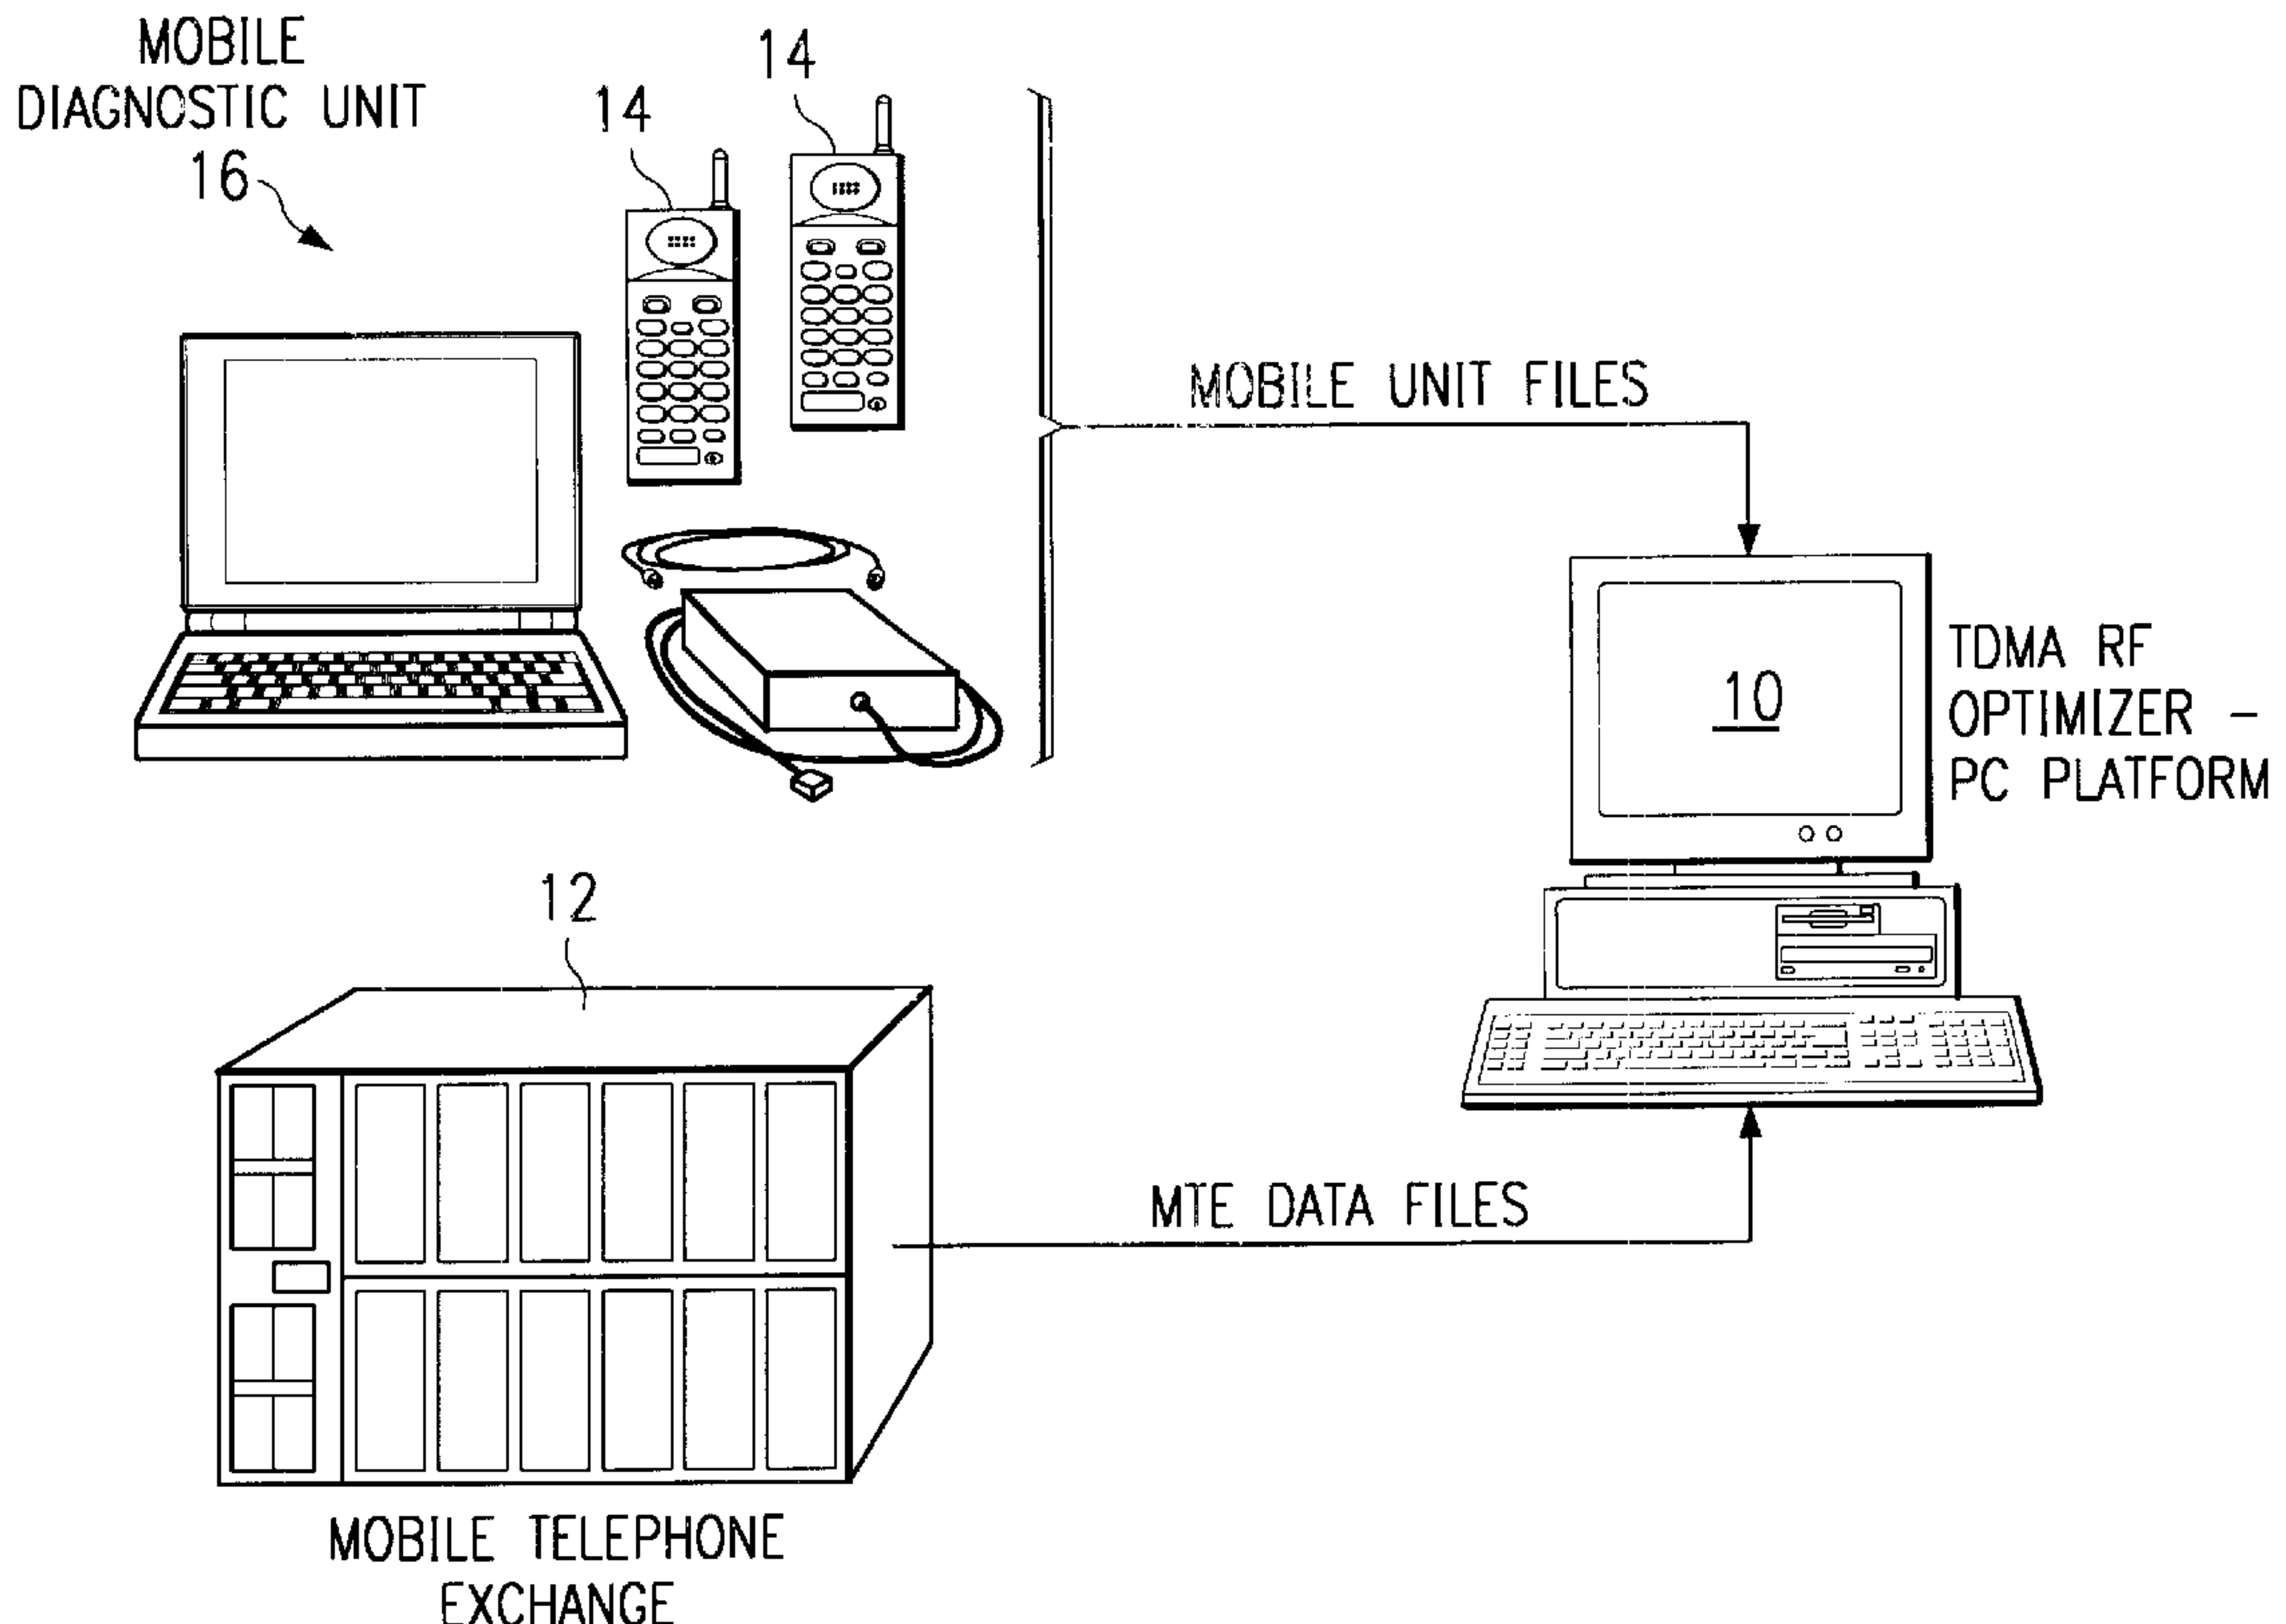 MOBILE
DIAGNOSTIC UNIT
16
14
14
MOBILE UNIT FILES
10
TDMA RF
OPTIMIZER –
PC PLATFORM
12
MTE DATA FILES
MOBILE TELEPHONE
EXCHANGE